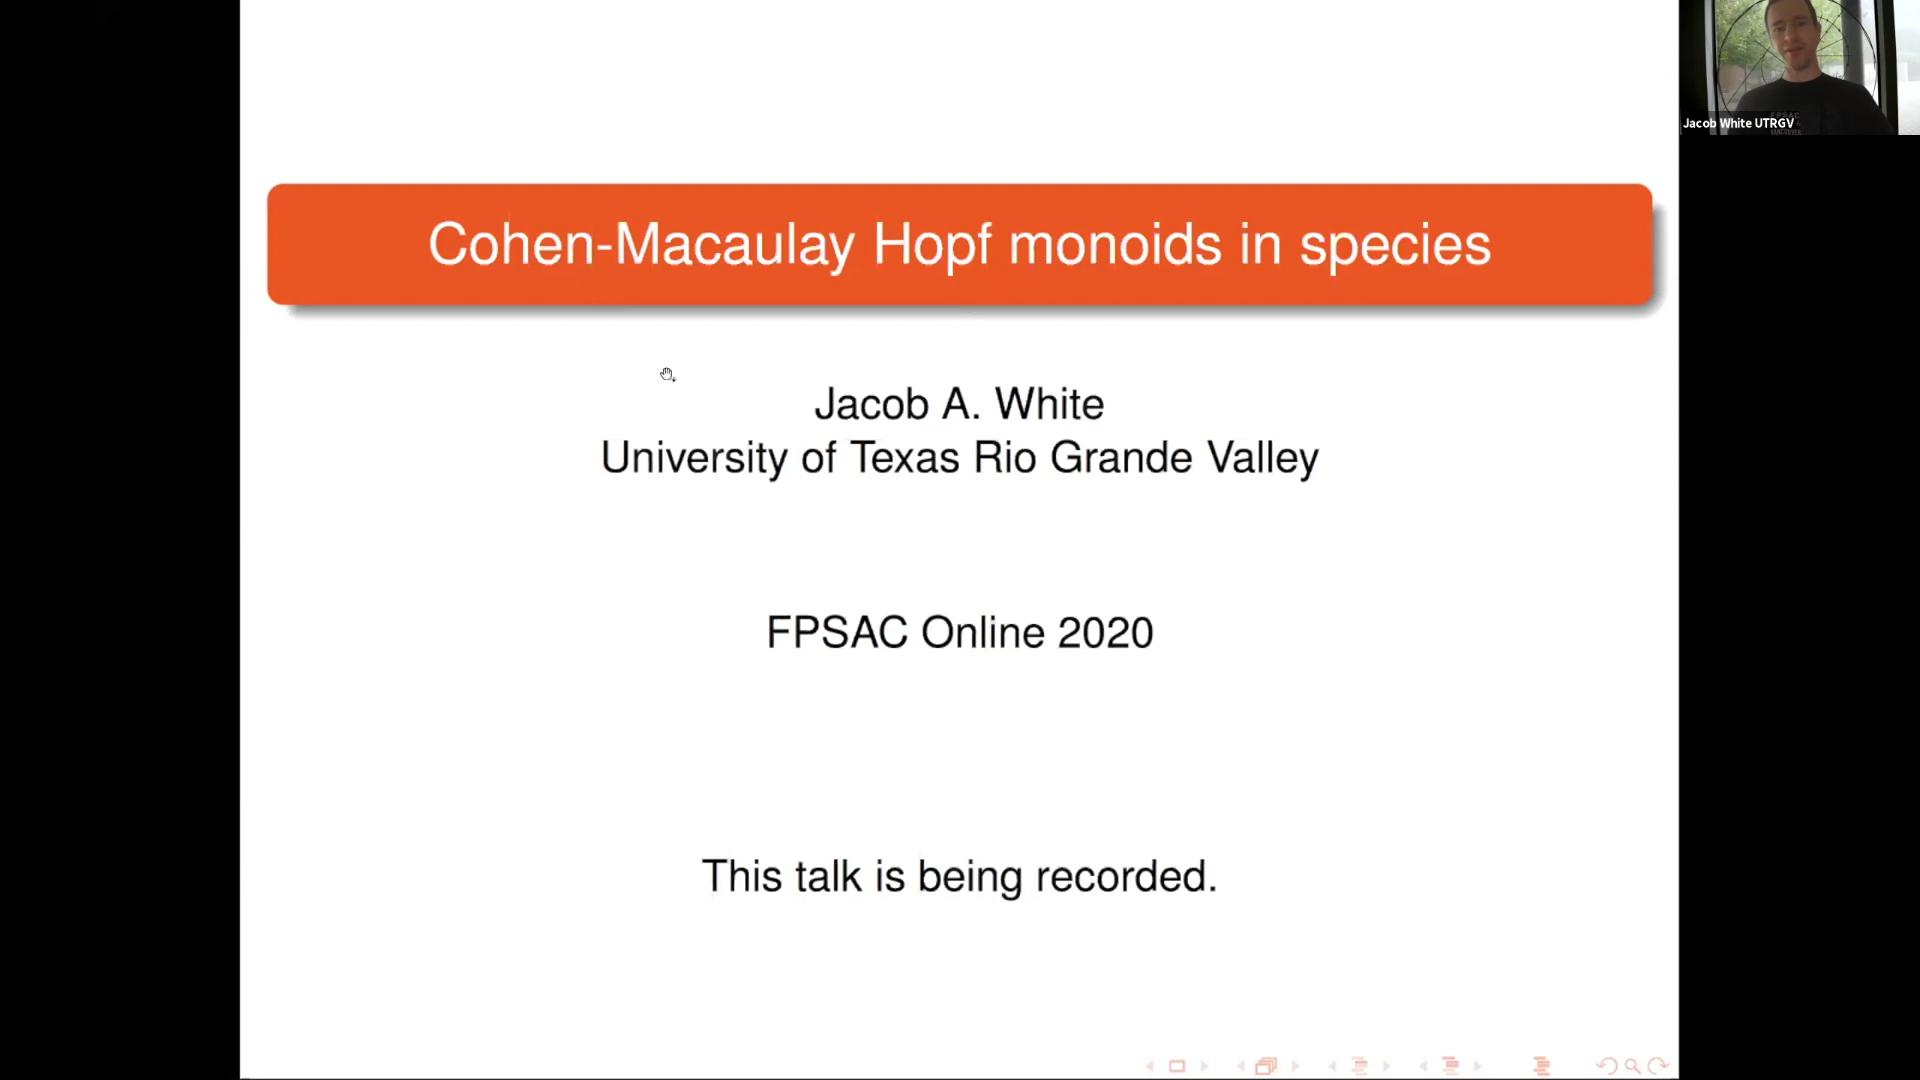 Cohen-Macaulay Hopf monoids in species
Jacob A. White
University of Texas Rio Grande Valley
FPSAC Online 2020
This talk is being recorded.
Jacob White UTRGV